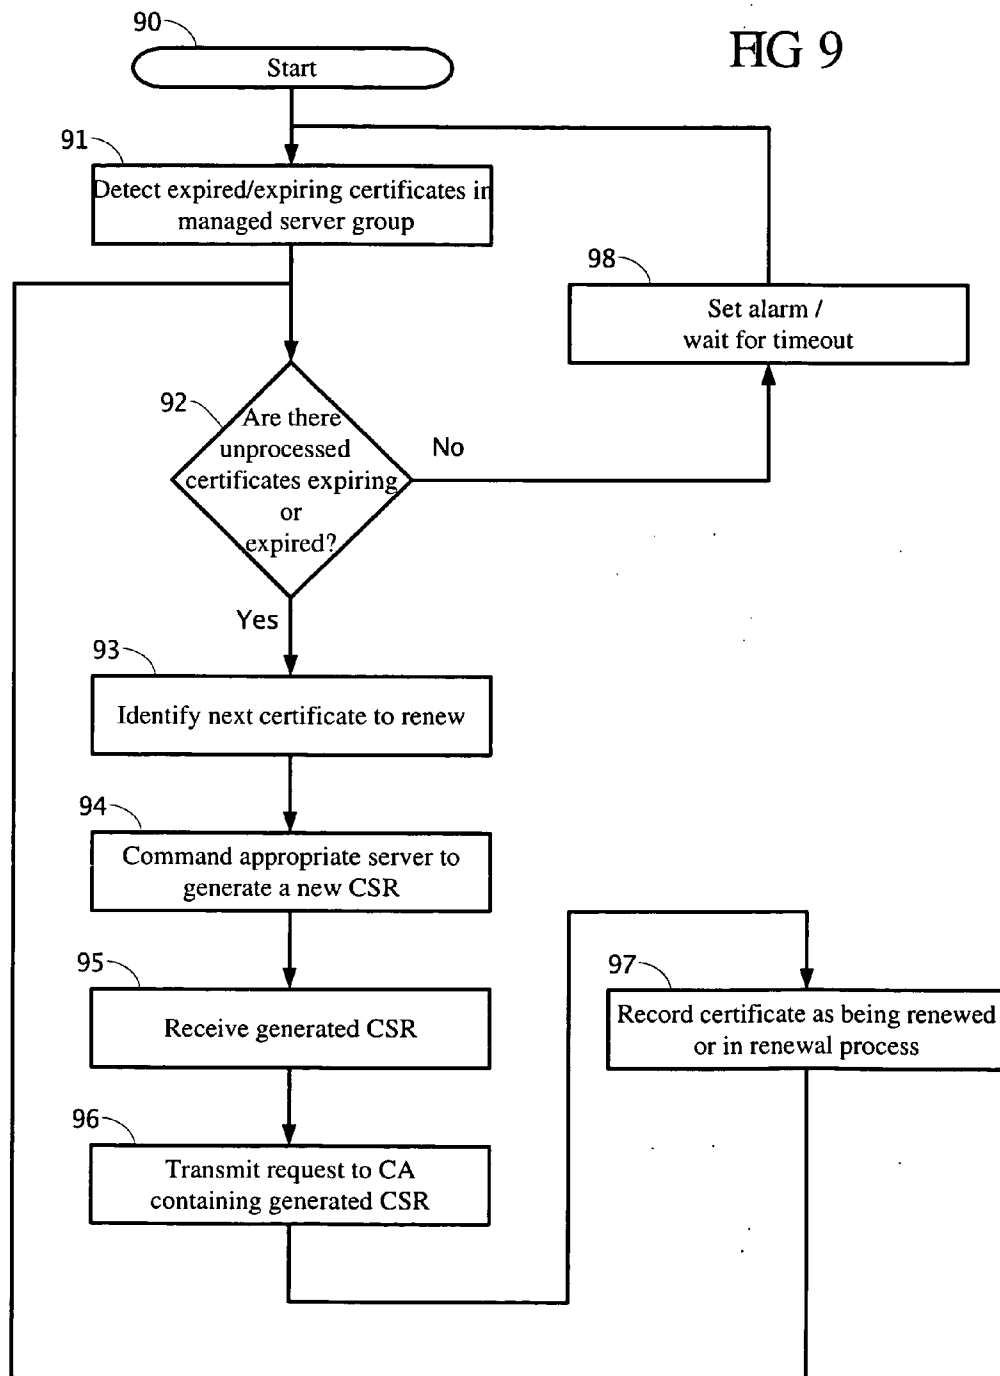 FIG 9
90
Start
91
Detect expired/expiring certificates in
managed server group
98
Set alarm /
wait for timeout
92
Are there
unprocessed
certificates expiring
or
expired?
No
Yes
93
Identify next certificate to renew
94
Command appropriate server to
generate a new CSR
95
Receive generated CSR
97
Record certificate as being renewed
or in renewal process
96
Transmit request to CA
containing generated CSR